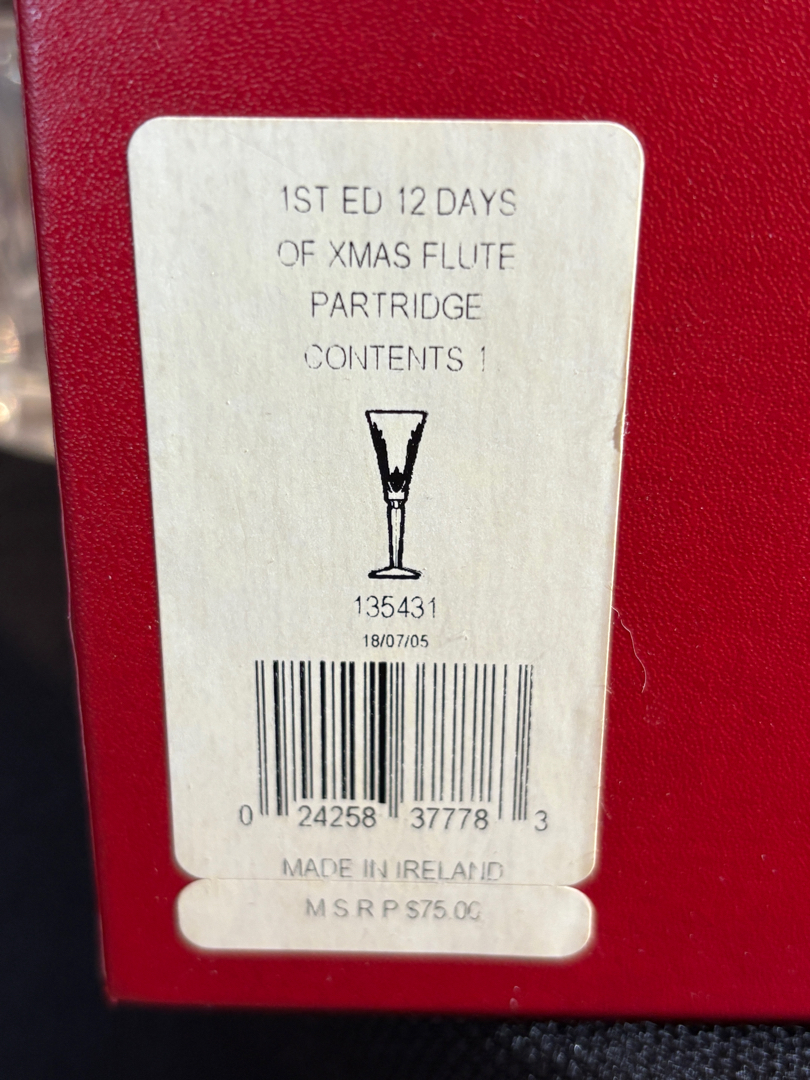 1ST ED 12 DAYS
OF XMAS FLUTE
PARTRIDGE
CONTENTS 1
135431
18/07/05
0 24258 37778 3
MADE IN IRELAND
M S R P $75.00